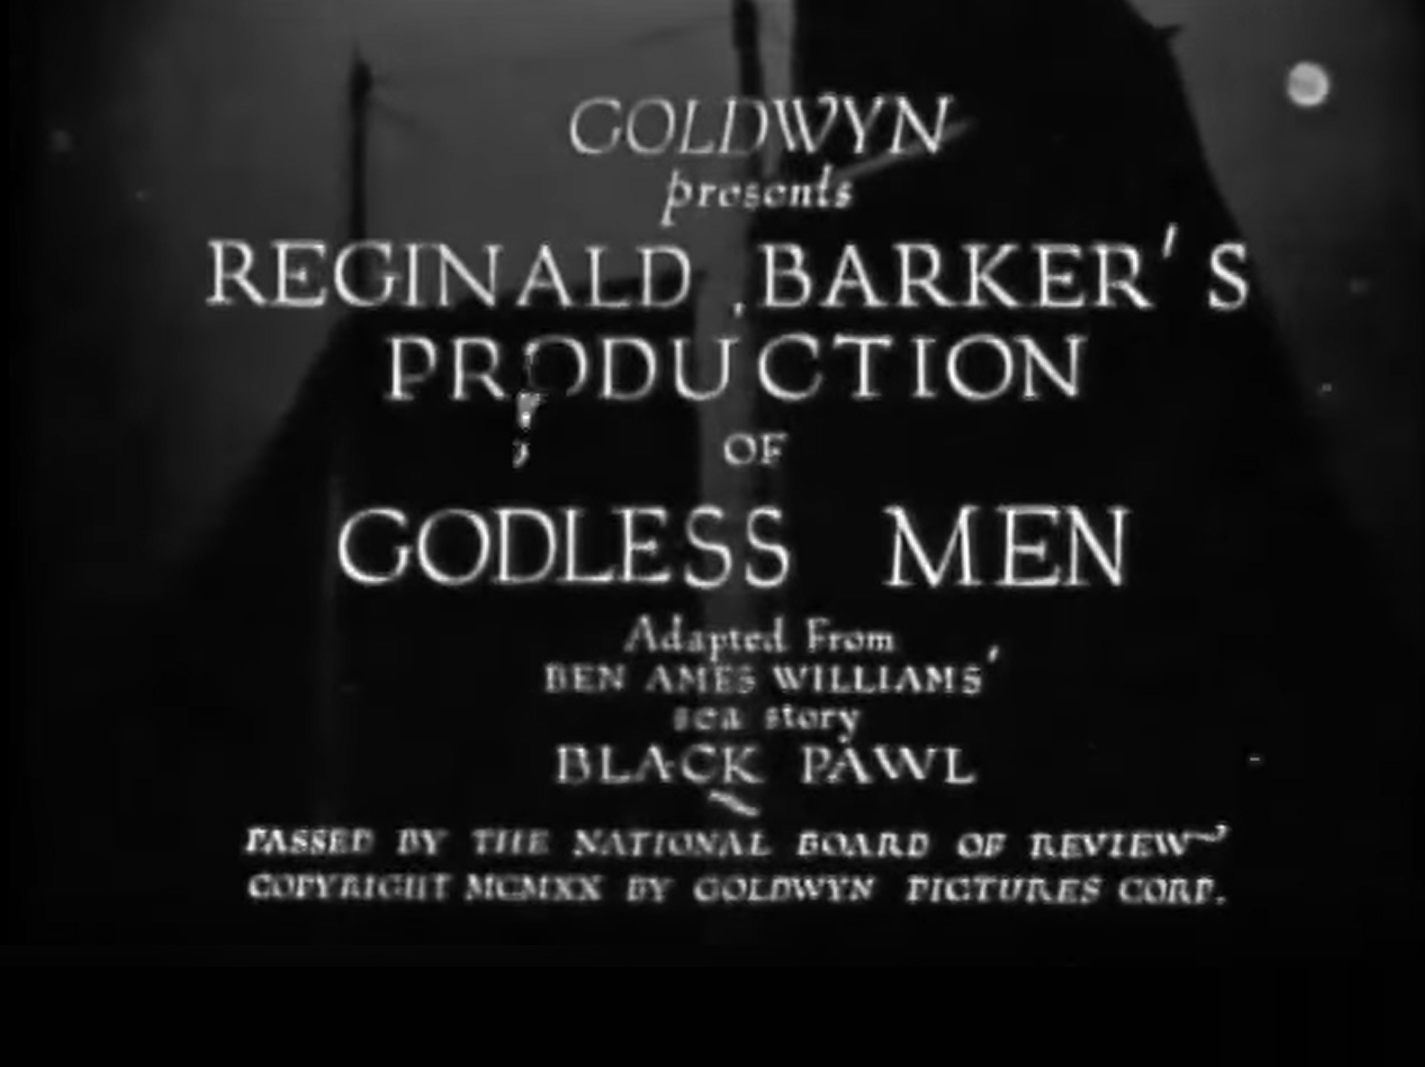 GOLDWYN
presents
REGINALD BARKER'S
PRODUCTION
OF
GODLESS MEN
Adapted From
BEN AMES WILLIAMS'
sea story
BLACK PAWL
PASSED BY THE NATIONAL BOARD OF REVIEW
COPYRIGHT MCMXX BY GOLDWYN PICTURES CORP.